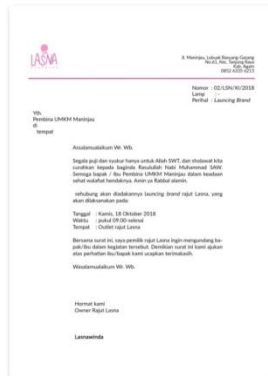 LASNA
Jl. Maninjau, Lubuak Basuang Gagang
No.61, Kec. Tanjung Raya
Kab. Agam
0852 6335 6211
Nomor : 02/LSN/XI/2018
Lamp : -
Perihal : Launcing Brand
Yth.
Pembina UMKM Maninjau
di
tempat
Assalamualaikum Wr. Wb.
Segala puji dan syukur hanya untuk Allah SWT, dan sholawat kita
curahkan kepada baginda Rasulullah Nabi Muhammad SAW.
Semoga bapak / Ibu Pembina UMKM Maninjau dalam keadaan
sehat walafiat hendaknya. Amin ya Rabbal alamin.
sehubung akan diadakannya launcing brand rajut Lasna, yang
akan dilaksanakan pada:
Tanggal : Kamis, 18 Oktober 2018
Waktu : pukul 09.00-selesai
Tempat : Outlet rajut Lasna
Bersama surat ini, saya pemilik rajut Lasna ingin mengundang ba-
pak/ibu dalam kegiatan tersebut. Demikian surat ini kami ajukan
atas perhatian ibu/bapak kami ucapkan terimakasih.
Wasalamualaikum Wr. Wb.
Hormat kami
Owner Rajut Lasna
Lasnawinda